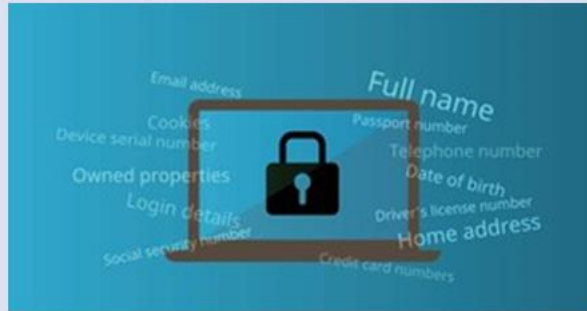 Email address
Full name
Cookies
Passport number
Device serial number
Telephone number
Owned properties
Date of birth
Login details
Driver's license number
Home address
Social security number
Credit card numbers